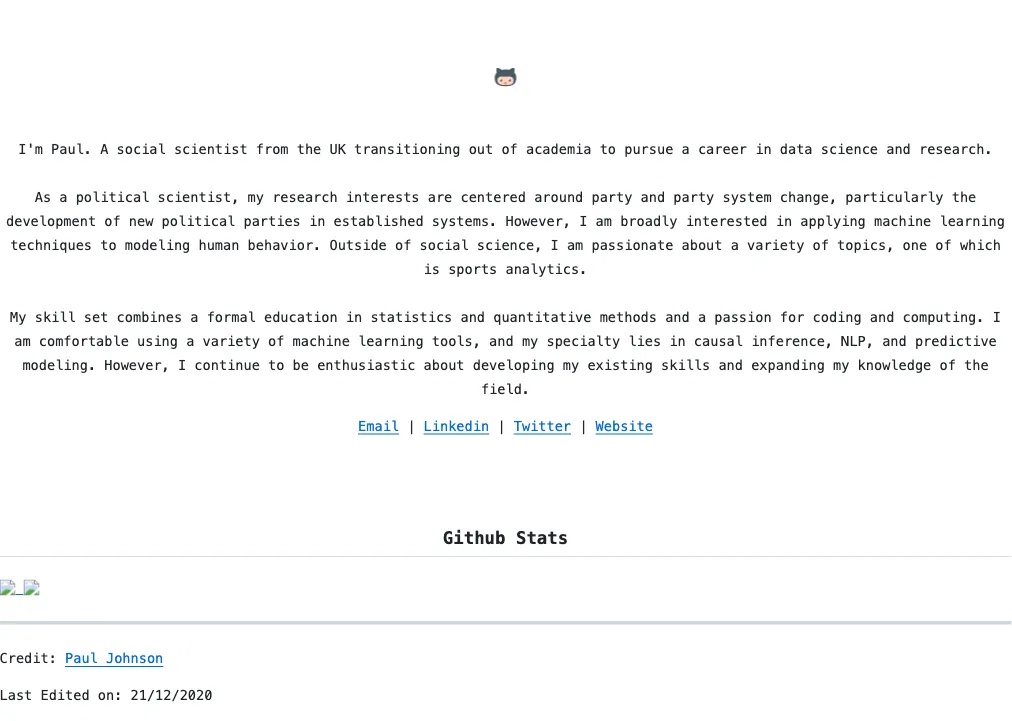 I'm Paul. A social scientist from the UK transitioning out of academia to pursue a career in data science and research.
As a political scientist, my research interests are centered around party and party system change, particularly the
development of new political parties in established systems. However, I am broadly interested in applying machine learning
techniques to modeling human behavior. Outside of social science, I am passionate about a variety of topics, one of which
is sports analytics.
My skill set combines a formal education in statistics and quantitative methods and a passion for coding and computing. I
am comfortable using a variety of machine learning tools, and my specialty lies in causal inference, NLP, and predictive
modeling. However, I continue to be enthusiastic about developing my existing skills and expanding my knowledge of the
field.
Email | Linkedin | Twitter | Website
Github Stats
Credit: Paul Johnson
Last Edited on: 21/12/2020